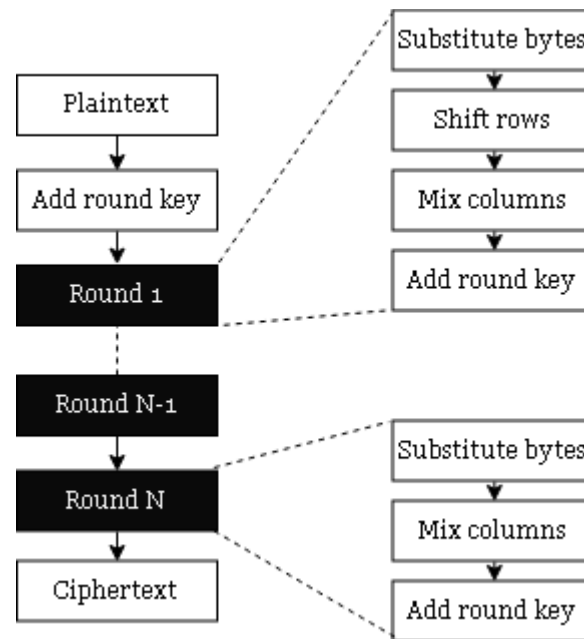 Plaintext
Add round key
Round 1
Round N-1
Round N
Ciphertext
Substitute bytes
Shift rows
Mix columns
Add round key
Substitute bytes
Mix columns
Add round key